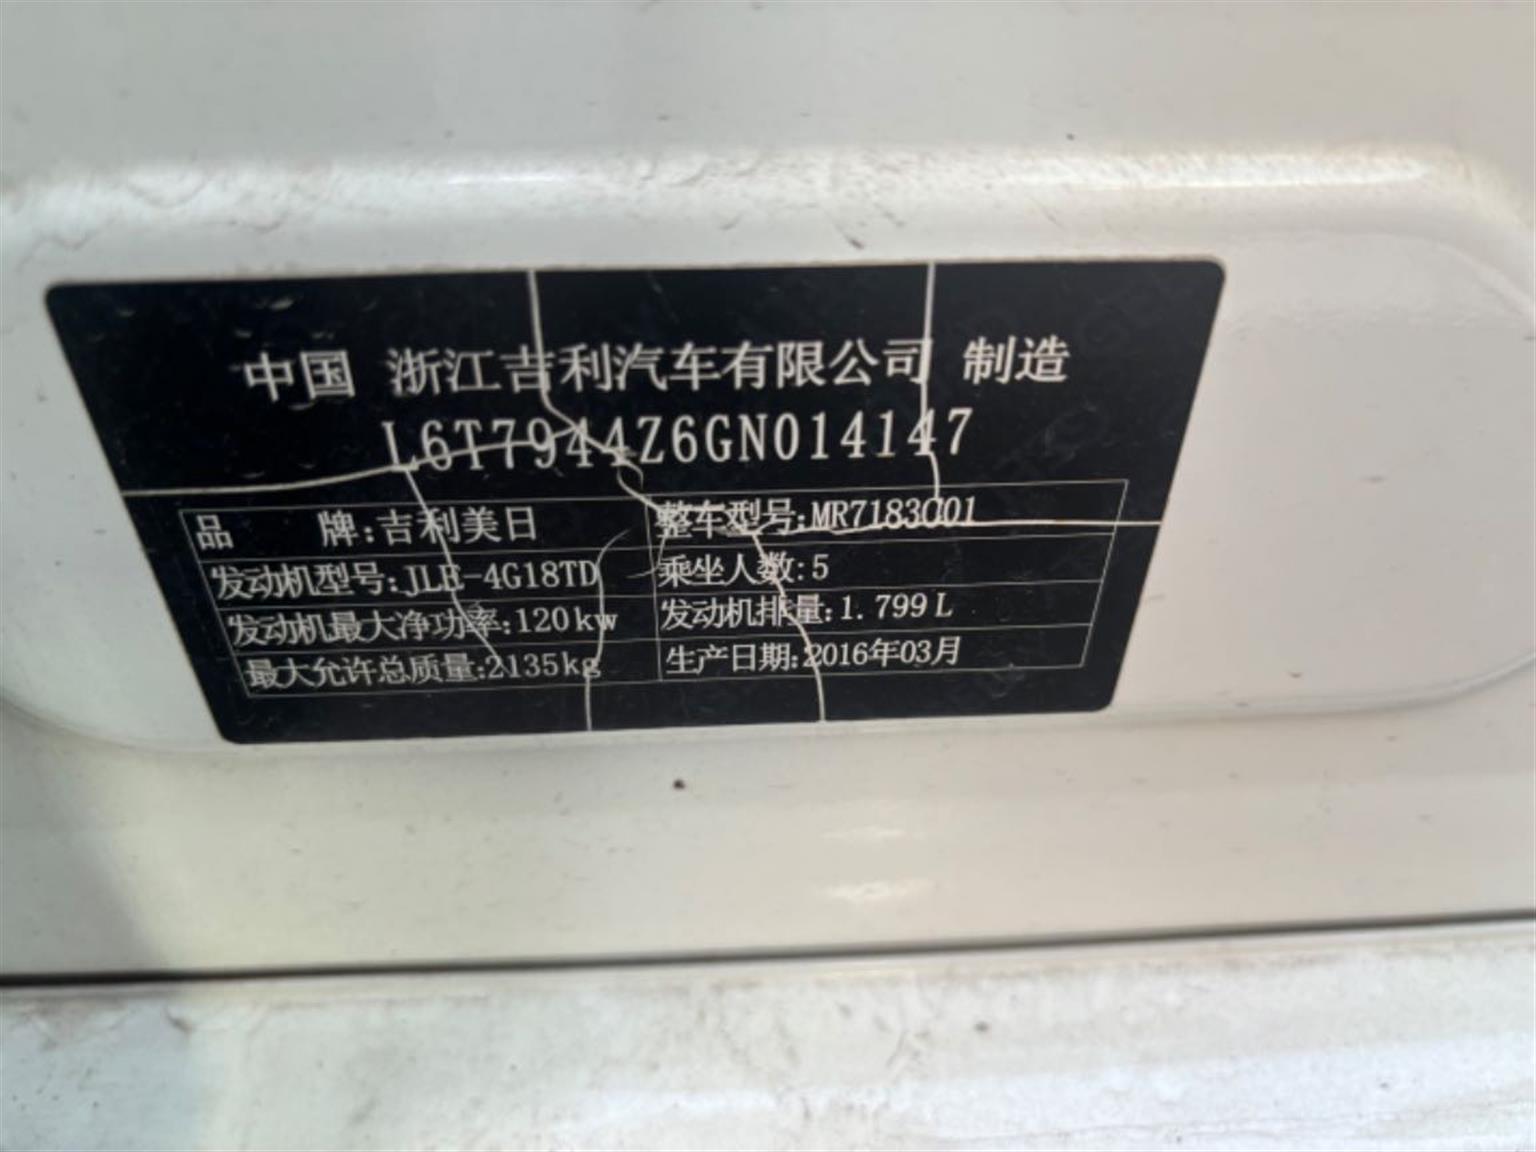 中国 浙江吉利汽车有限公司 制造
L6T7944Z6GN014147
品 牌:吉利美日 整车型号:MR7183C01
发动机型号:JLE-4G18TD 乘坐人数:5
发动机最大净功率:120kw 发动机排量:1.799L
最大允许总质量:2135kg 生产日期:2016年03月